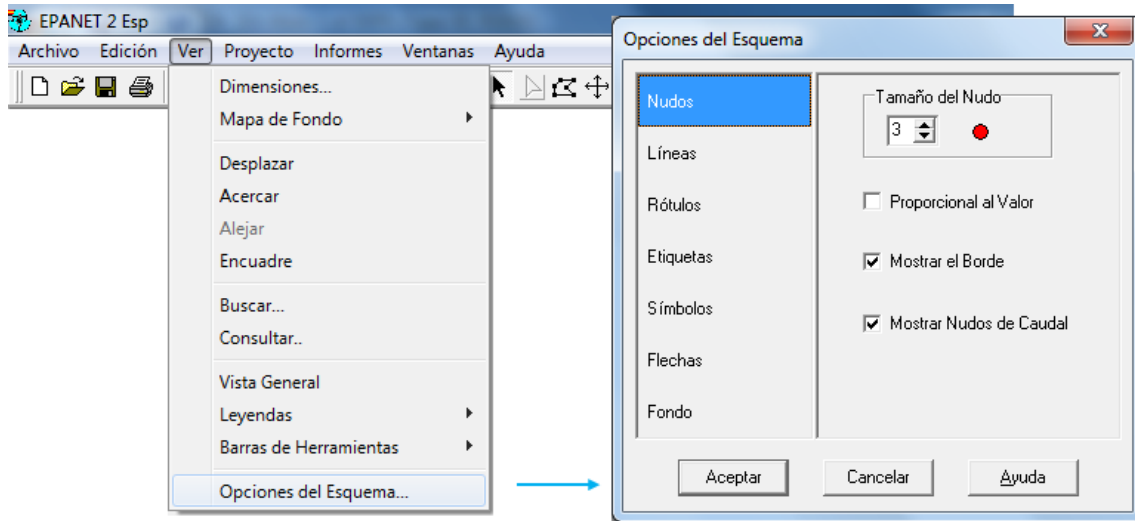 EPANET 2 Esp
Archivo Edición Ver Proyecto Informes Ventanas Ayuda
Dimensiones...
Mapa de Fondo
Desplazar
Acercar
Alejar
Encuadre
Buscar...
Consultar..
Vista General
Leyendas
Barras de Herramientas
Opciones del Esquema...
Opciones del Esquema
Nudos
Líneas
Rótulos
Etiquetas
Símbolos
Flechas
Fondo
Tamaño del Nudo
3
Proporcional al Valor
Mostrar el Borde
Mostrar Nudos de Caudal
Aceptar Cancelar Ayuda